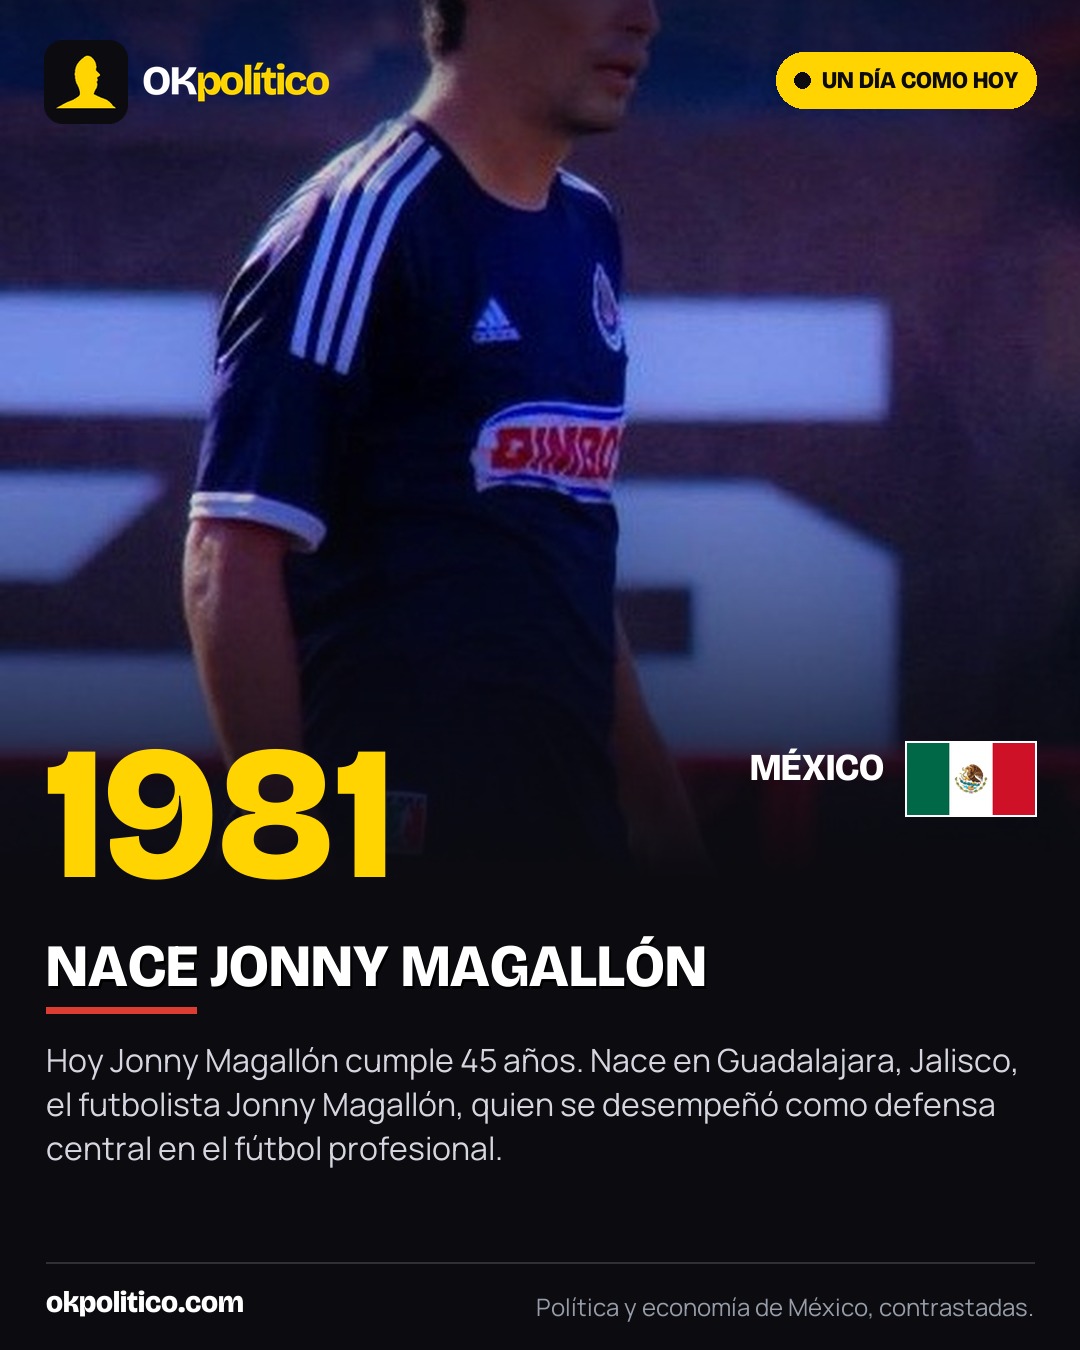 OKpolítico
UN DÍA COMO HOY
BIMBO
1981
MÉXICO
NACE JONNY MAGALLÓN
Hoy Jonny Magallón cumple 45 años. Nace en Guadalajara, Jalisco,
el futbolista Jonny Magallón, quien se desempeñó como defensa
central en el fútbol profesional.
okpolitico.com
Política y economía de México, contrastadas.